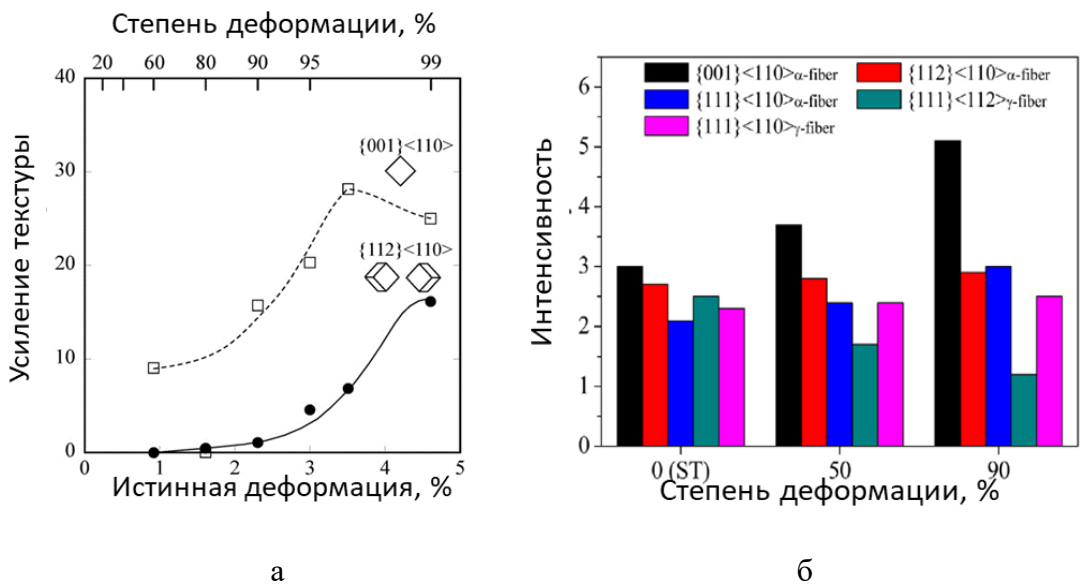 Степень деформации, %
20 60 80 90 95 99
40
30
20
10
0
{001}<110>
{112}<110>
Усиление текстуры
0 1 2 3 4 5
Истинная деформация, %
а
{001}<110>α-fiber {112}<110>α-fiber
{111}<110>α-fiber {111}<112>γ-fiber
{111}<110>γ-fiber
6
5
4
3
2
1
0
Интенсивность
0 (ST) 50 90
Степень деформации, %
б